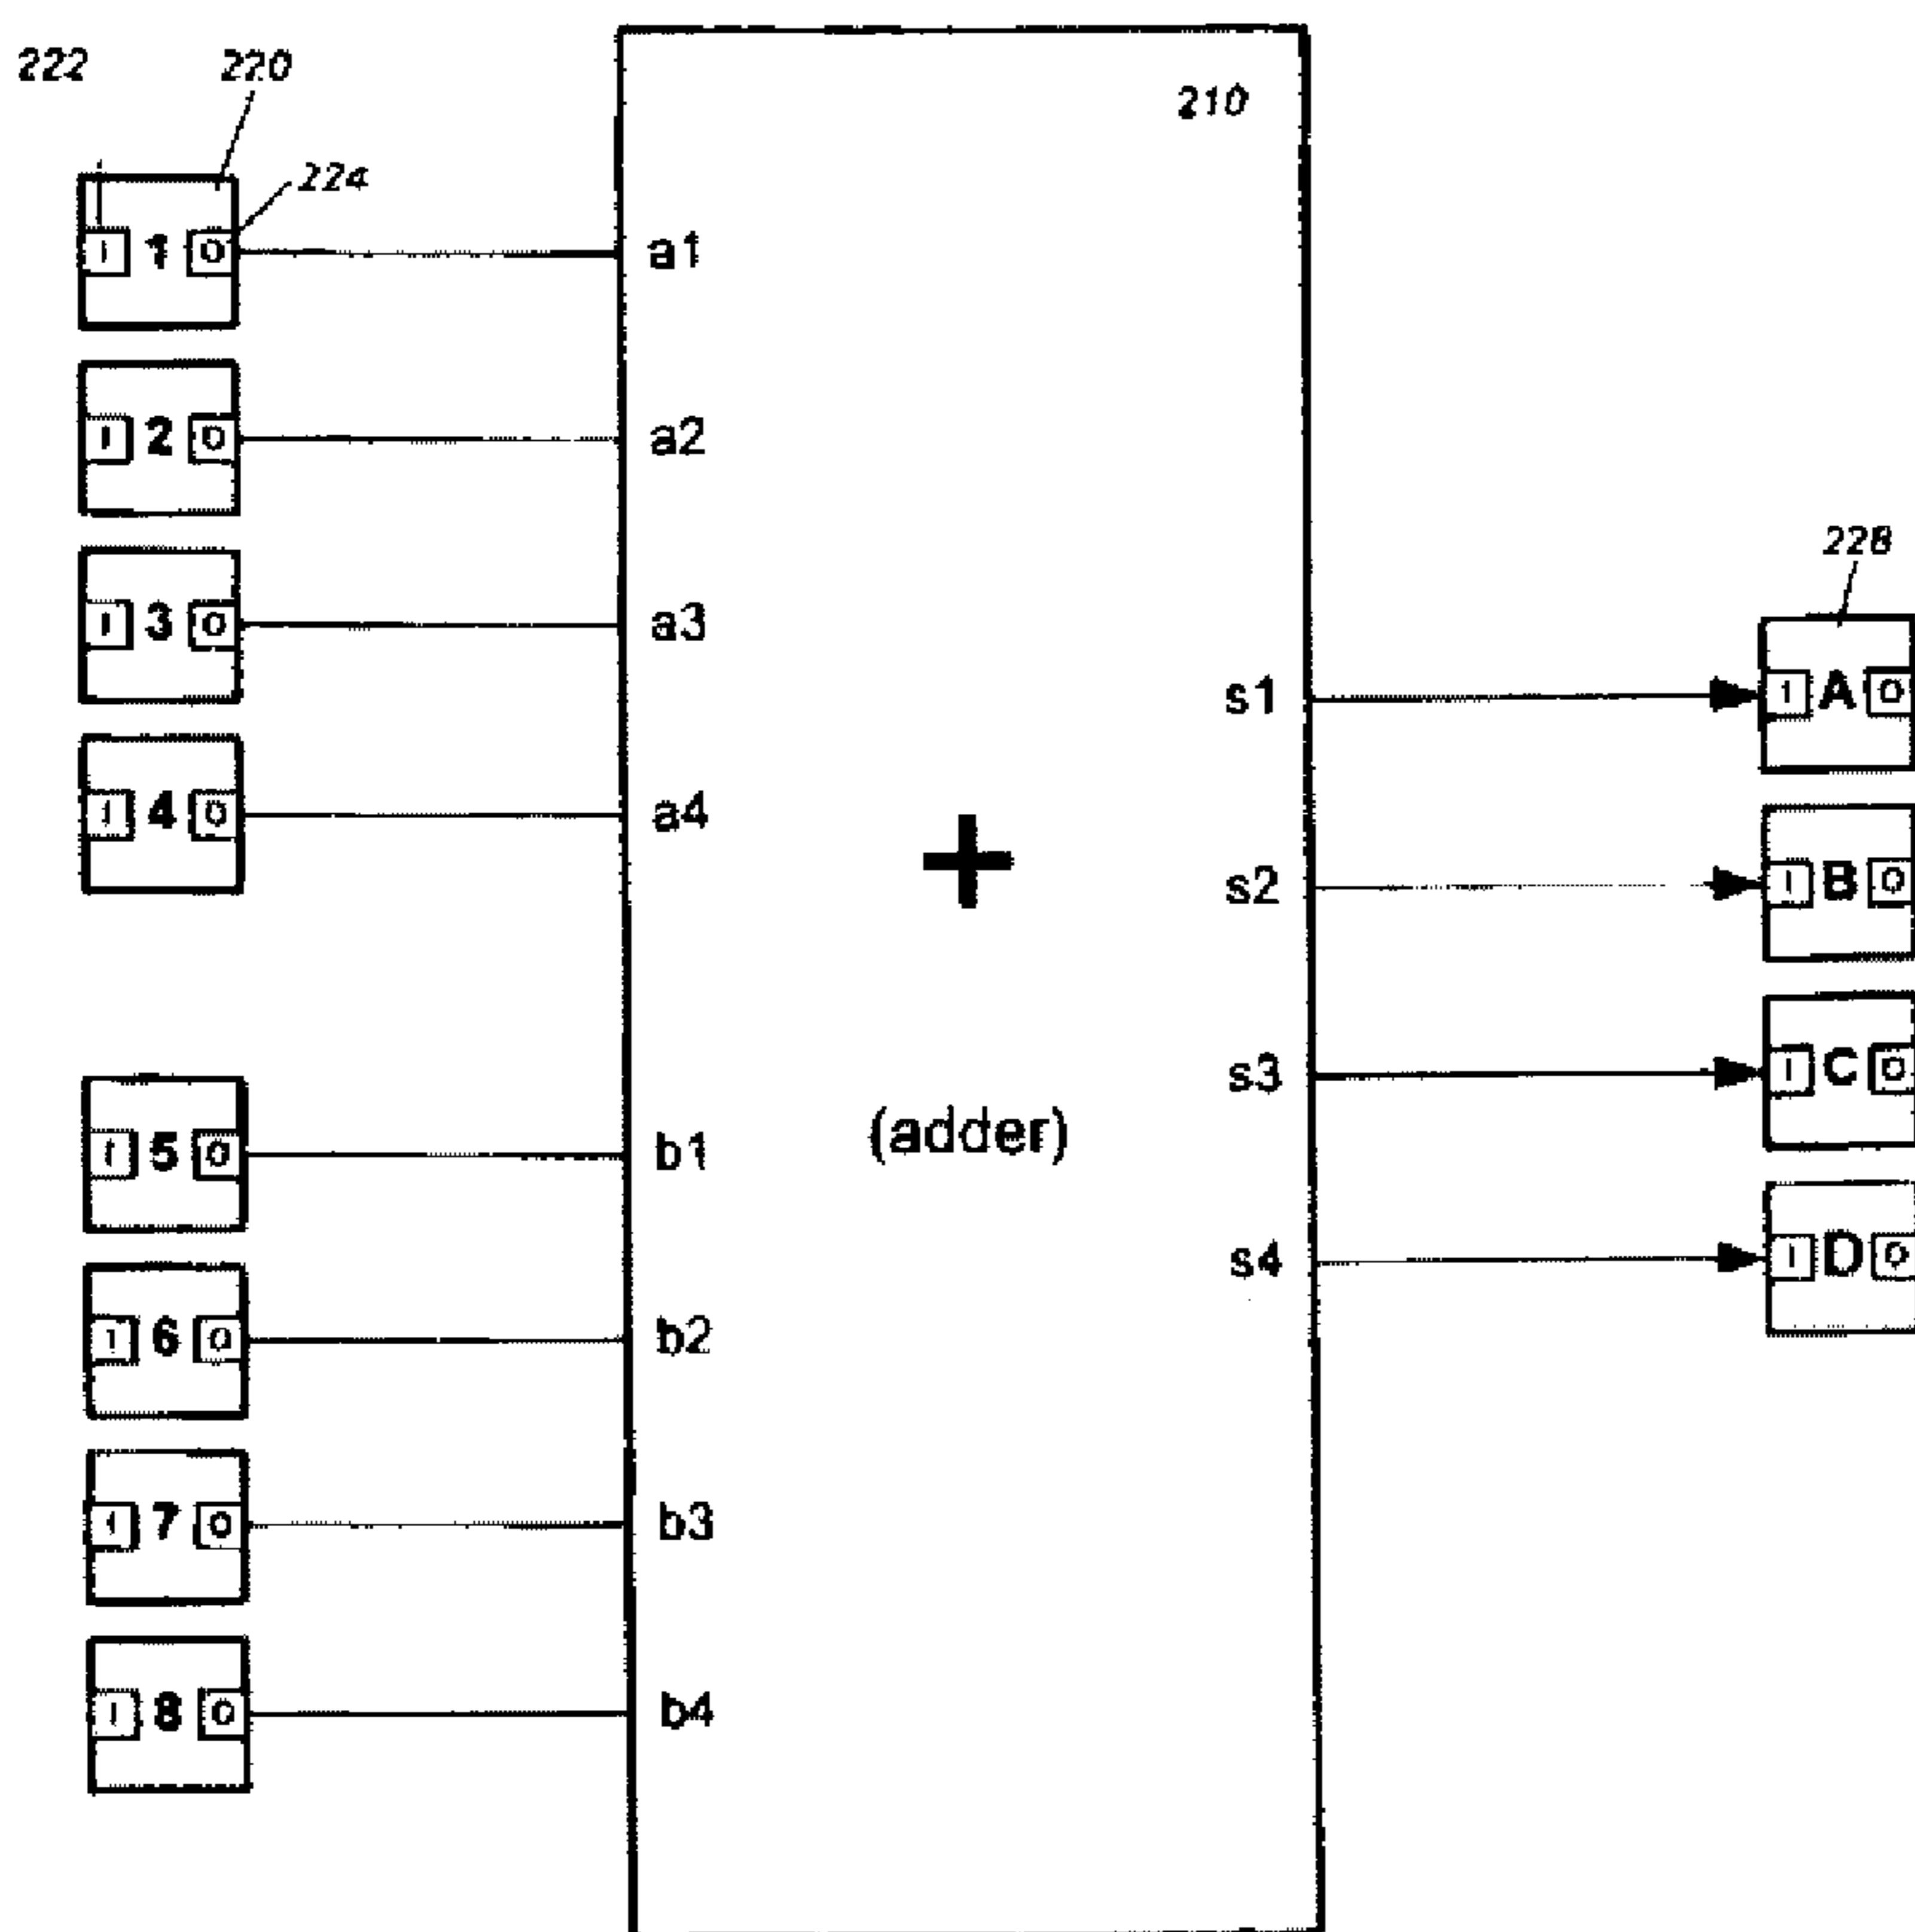 222 220 210
224
I 1 O a1
I 2 O a2
228
I 3 O a3
s1 I A O
I 4 O a4
+
s2 I B O
s3 I C O
(adder)
I 5 O b1
s4 I D O
I 6 O b2
I 7 O b3
I 8 O b4